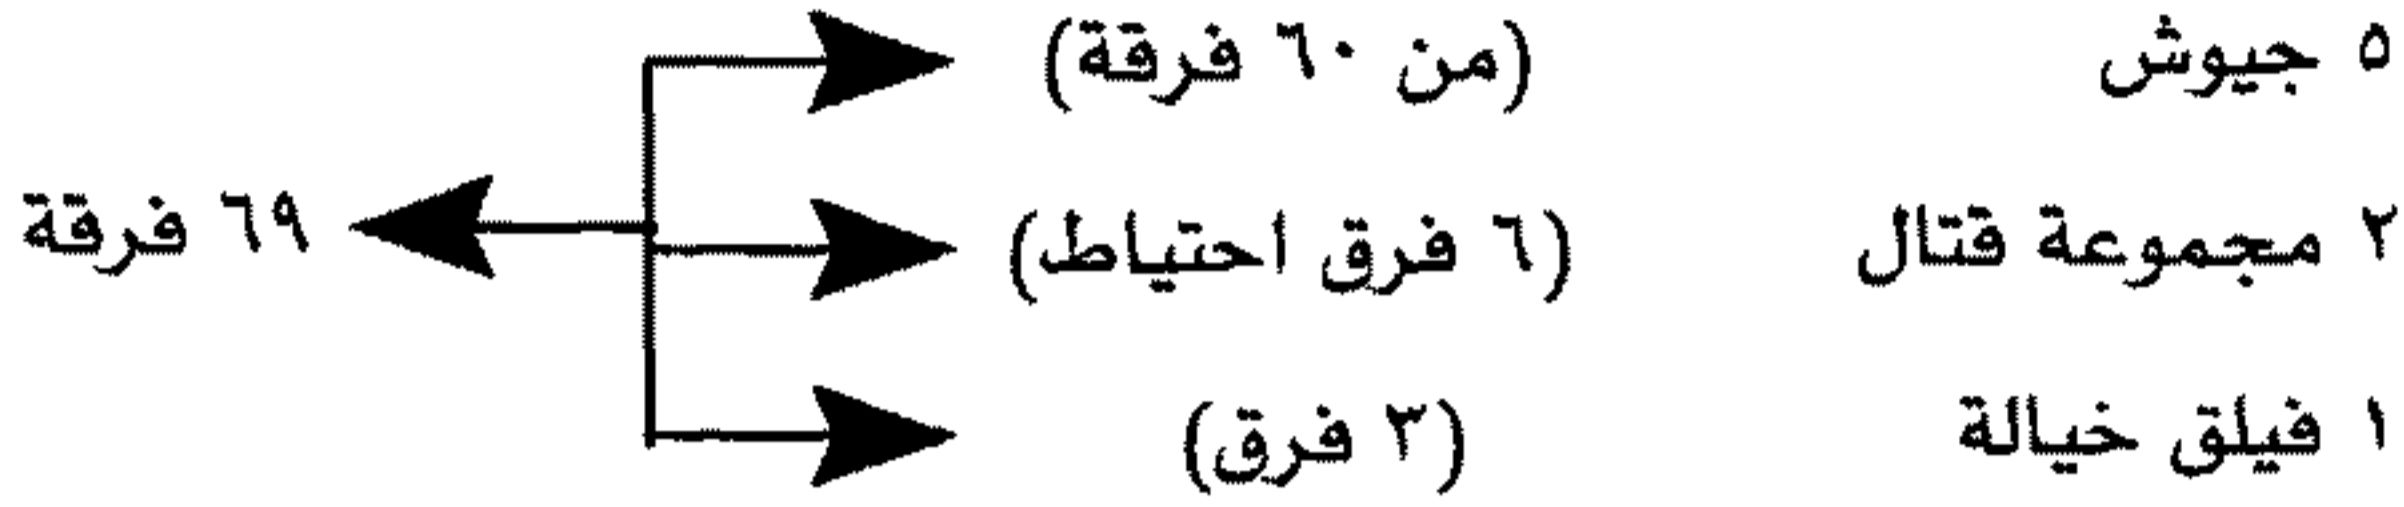 ٥ جيوش (من ٦٠ فرقة)
٢ مجموعة قتال (٦ فرق احتياط) ٦٩ فرقة
١ فيلق خيالة (٣ فرق)